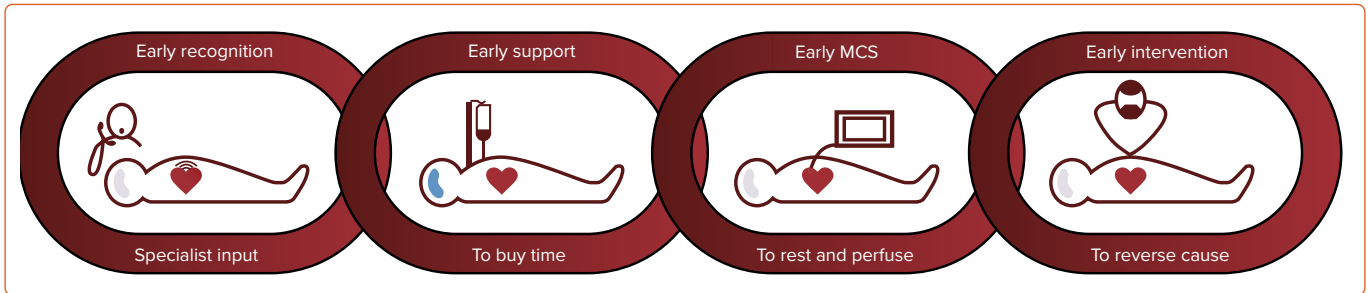 Early recognition
Specialist input
Early support
To buy time
Early MCS
To rest and perfuse
Early intervention
To reverse cause